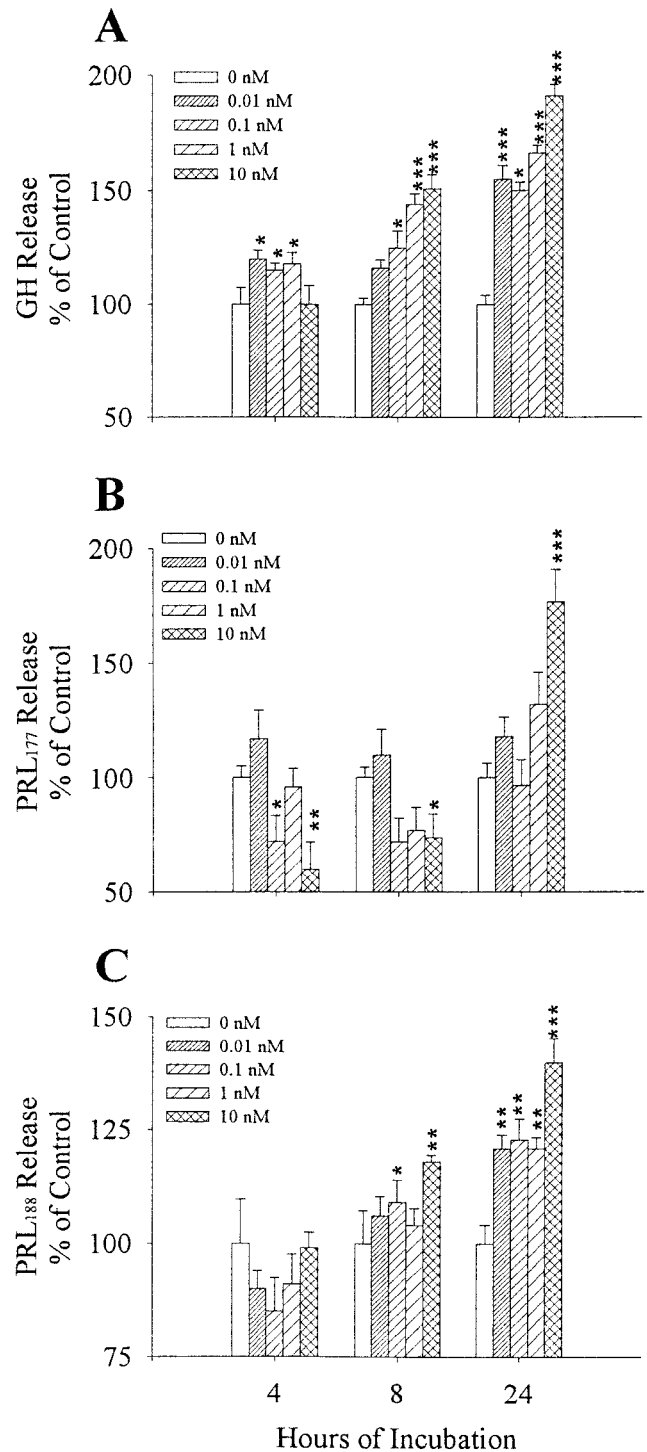 A
200
150
100
50
GH Release
% of Control
0 nM
0.01 nM
0.1 nM
1 nM
10 nM
*
*
*
*
***
***
***
*
***
***
B
200
150
100
50
PRL177 Release
% of Control
0 nM
0.01 nM
0.1 nM
1 nM
10 nM
*
**
*
***
C
150
125
100
75
PRL188 Release
% of Control
0 nM
0.01 nM
0.1 nM
1 nM
10 nM
*
**
**
**
**
***
4
8
24
Hours of Incubation